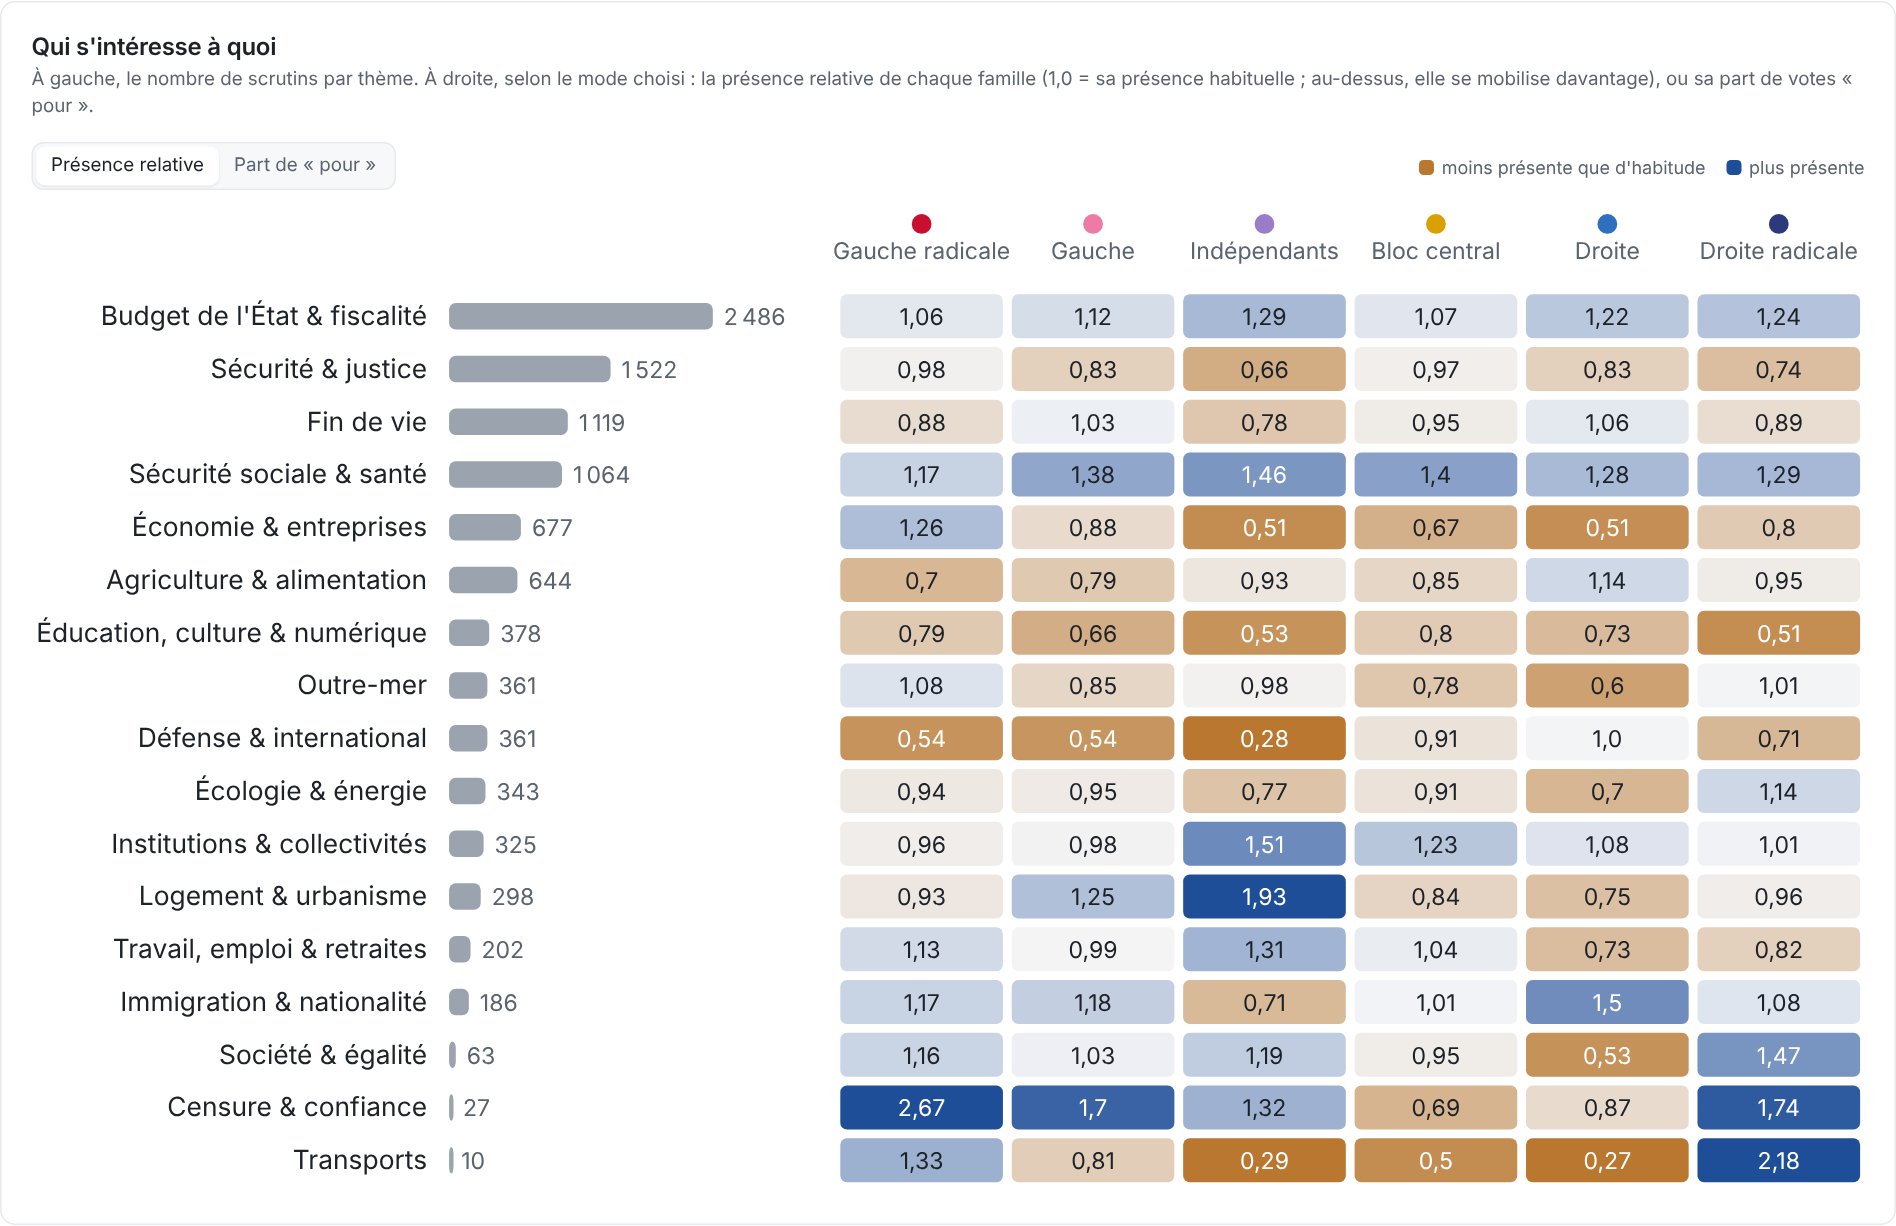 Qui s'intéresse à quoi
À gauche, le nombre de scrutins par thème. À droite, selon le mode choisi : la présence relative de chaque famille (1,0 = sa présence habituelle ; au-dessus, elle se mobilise davantage), ou sa part de votes «
pour ».
Présence relative Part de « pour »
moins présente que d'habitude plus présente
Gauche radicale Gauche Indépendants Bloc central Droite Droite radicale
Budget de l'État & fiscalité 2 486 1,06 1,12 1,29 1,07 1,22 1,24
Sécurité & justice 1 522 0,98 0,83 0,66 0,97 0,83 0,74
Fin de vie 1 119 0,88 1,03 0,78 0,95 1,06 0,89
Sécurité sociale & santé 1 064 1,17 1,38 1,46 1,4 1,28 1,29
Économie & entreprises 677 1,26 0,88 0,51 0,67 0,51 0,8
Agriculture & alimentation 644 0,7 0,79 0,93 0,85 1,14 0,95
Éducation, culture & numérique 378 0,79 0,66 0,53 0,8 0,73 0,51
Outre-mer 361 1,08 0,85 0,98 0,78 0,6 1,01
Défense & international 361 0,54 0,54 0,28 0,91 1,0 0,71
Écologie & énergie 343 0,94 0,95 0,77 0,91 0,7 1,14
Institutions & collectivités 325 0,96 0,98 1,51 1,23 1,08 1,01
Logement & urbanisme 298 0,93 1,25 1,93 0,84 0,75 0,96
Travail, emploi & retraites 202 1,13 0,99 1,31 1,04 0,73 0,82
Immigration & nationalité 186 1,17 1,18 0,71 1,01 1,5 1,08
Société & égalité 63 1,16 1,03 1,19 0,95 0,53 1,47
Censure & confiance 27 2,67 1,7 1,32 0,69 0,87 1,74
Transports 10 1,33 0,81 0,29 0,5 0,27 2,18